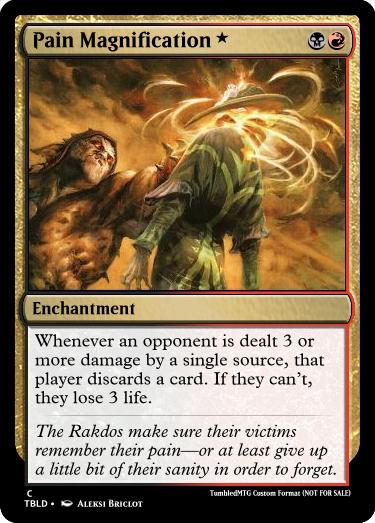 Pain Magnification ★
Enchantment
Whenever an opponent is dealt 3 or
more damage by a single source, that
player discards a card. If they can't,
they lose 3 life.
The Rakdos make sure their victims
remember their pain—or at least give up
a little bit of their sanity in order to forget.
C
TumbledMTG Custom Format (NOT FOR SALE)
TBLD • Aleksi Briclot